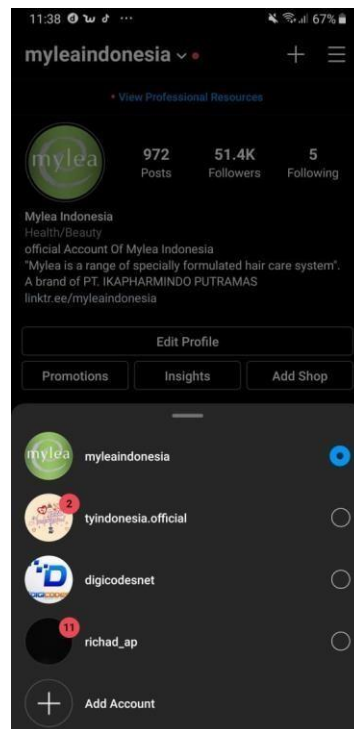 11:38
67%
myleaindonesia
• View Professional Resources
mylea
972 51.4K 5
Posts Followers Following
Mylea Indonesia
Health/Beauty
official Account Of Mylea Indonesia
"Mylea is a range of specially formulated hair care system".
A brand of PT. IKAPHARMINDO PUTRAMAS
linktr.ee/myleaindonesia
Edit Profile
Promotions Insights Add Shop
mylea myleaindonesia
2
tyindonesia.official
D
DIGICODES
digicodesnet
11
richad_ap
Add Account